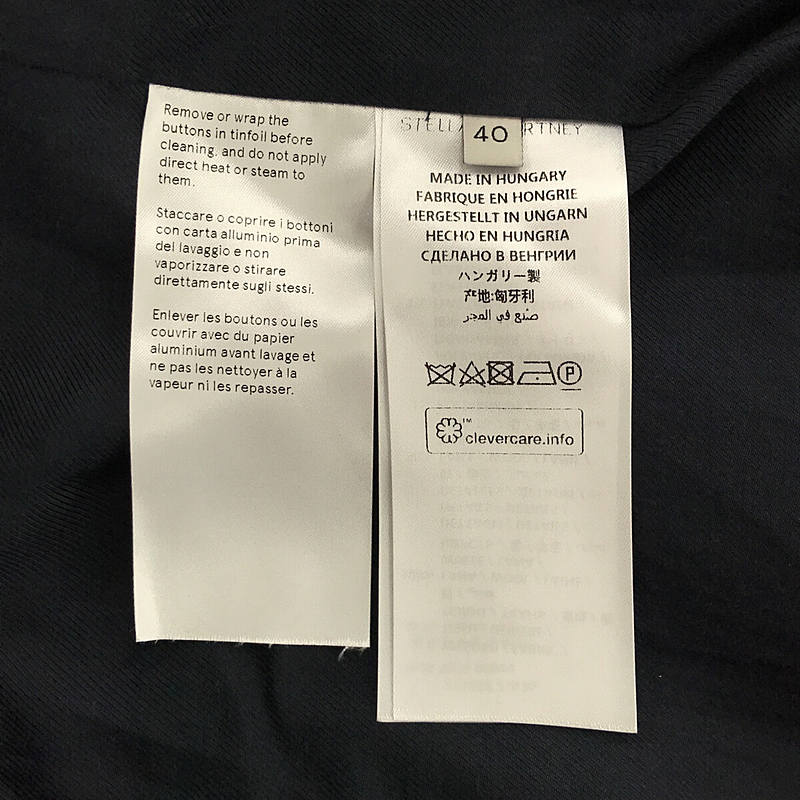 Remove or wrap the
buttons in tinfoil before
cleaning, and do not apply
direct heat or steam to
them.
Staccare o coprire i bottoni
con carta alluminio prima
del lavaggio e non
vaporizzare o stirare
direttamente sugli stessi.
Enlever les boutons ou les
couvrir avec du papier
aluminium avant lavage et
ne pas les nettoyer à la
vapeur ni les repasser.
40
MADE IN HUNGARY
FABRIQUE EN HONGRIE
HERGESTELLT IN UNGARN
HECHO EN HUNGRIA
СДЕЛАНО В ВЕНГРИИ
ハンガリー製
产地:匈牙利
صنع في المجر
P
™ clevercare.info